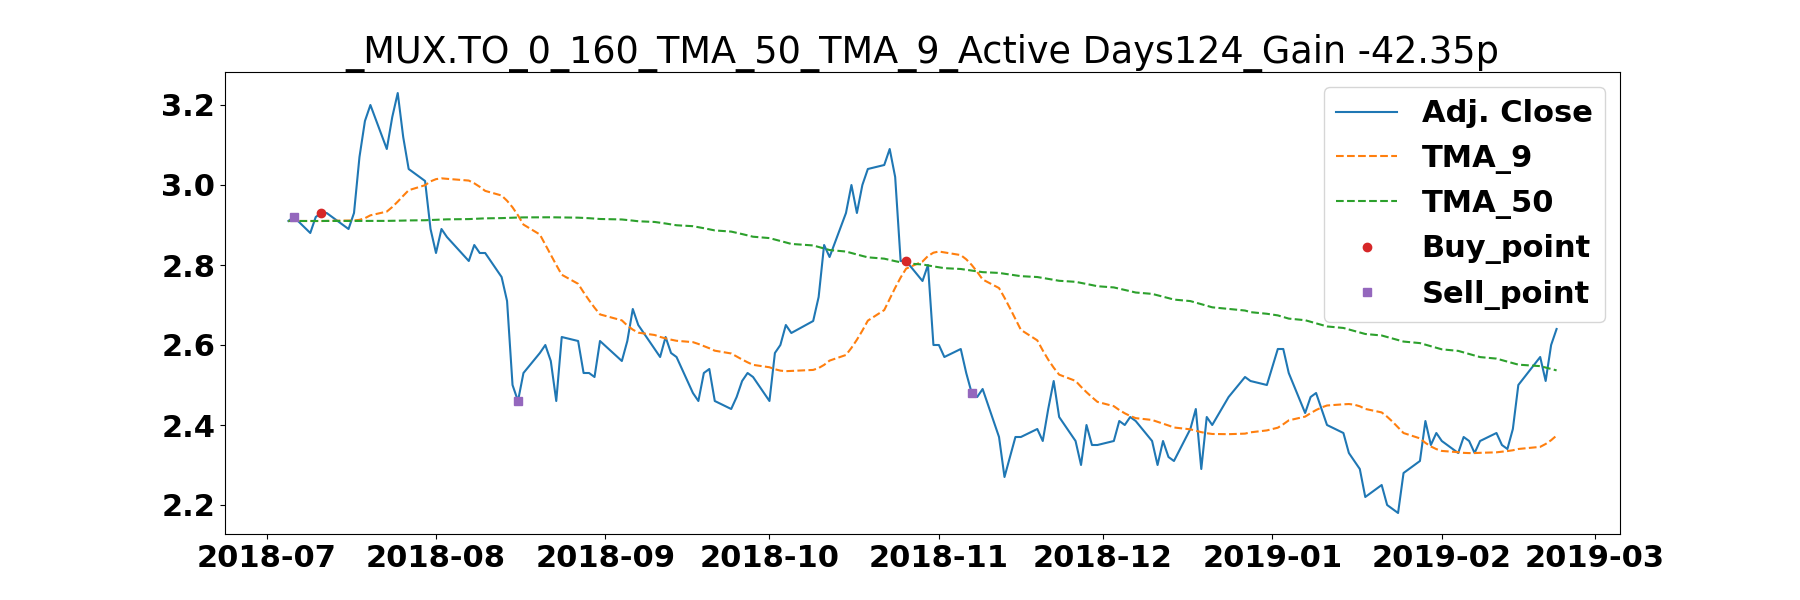 _MUX.TO_0_160_TMA_50_TMA_9_Active Days124_Gain -42.35p
3.2
3.0
2.8
2.6
2.4
2.2
Adj. Close
TMA_9
TMA_50
Buy_point
Sell_point
2018-07 2018-08 2018-09 2018-10 2018-11 2018-12 2019-01 2019-02 2019-03